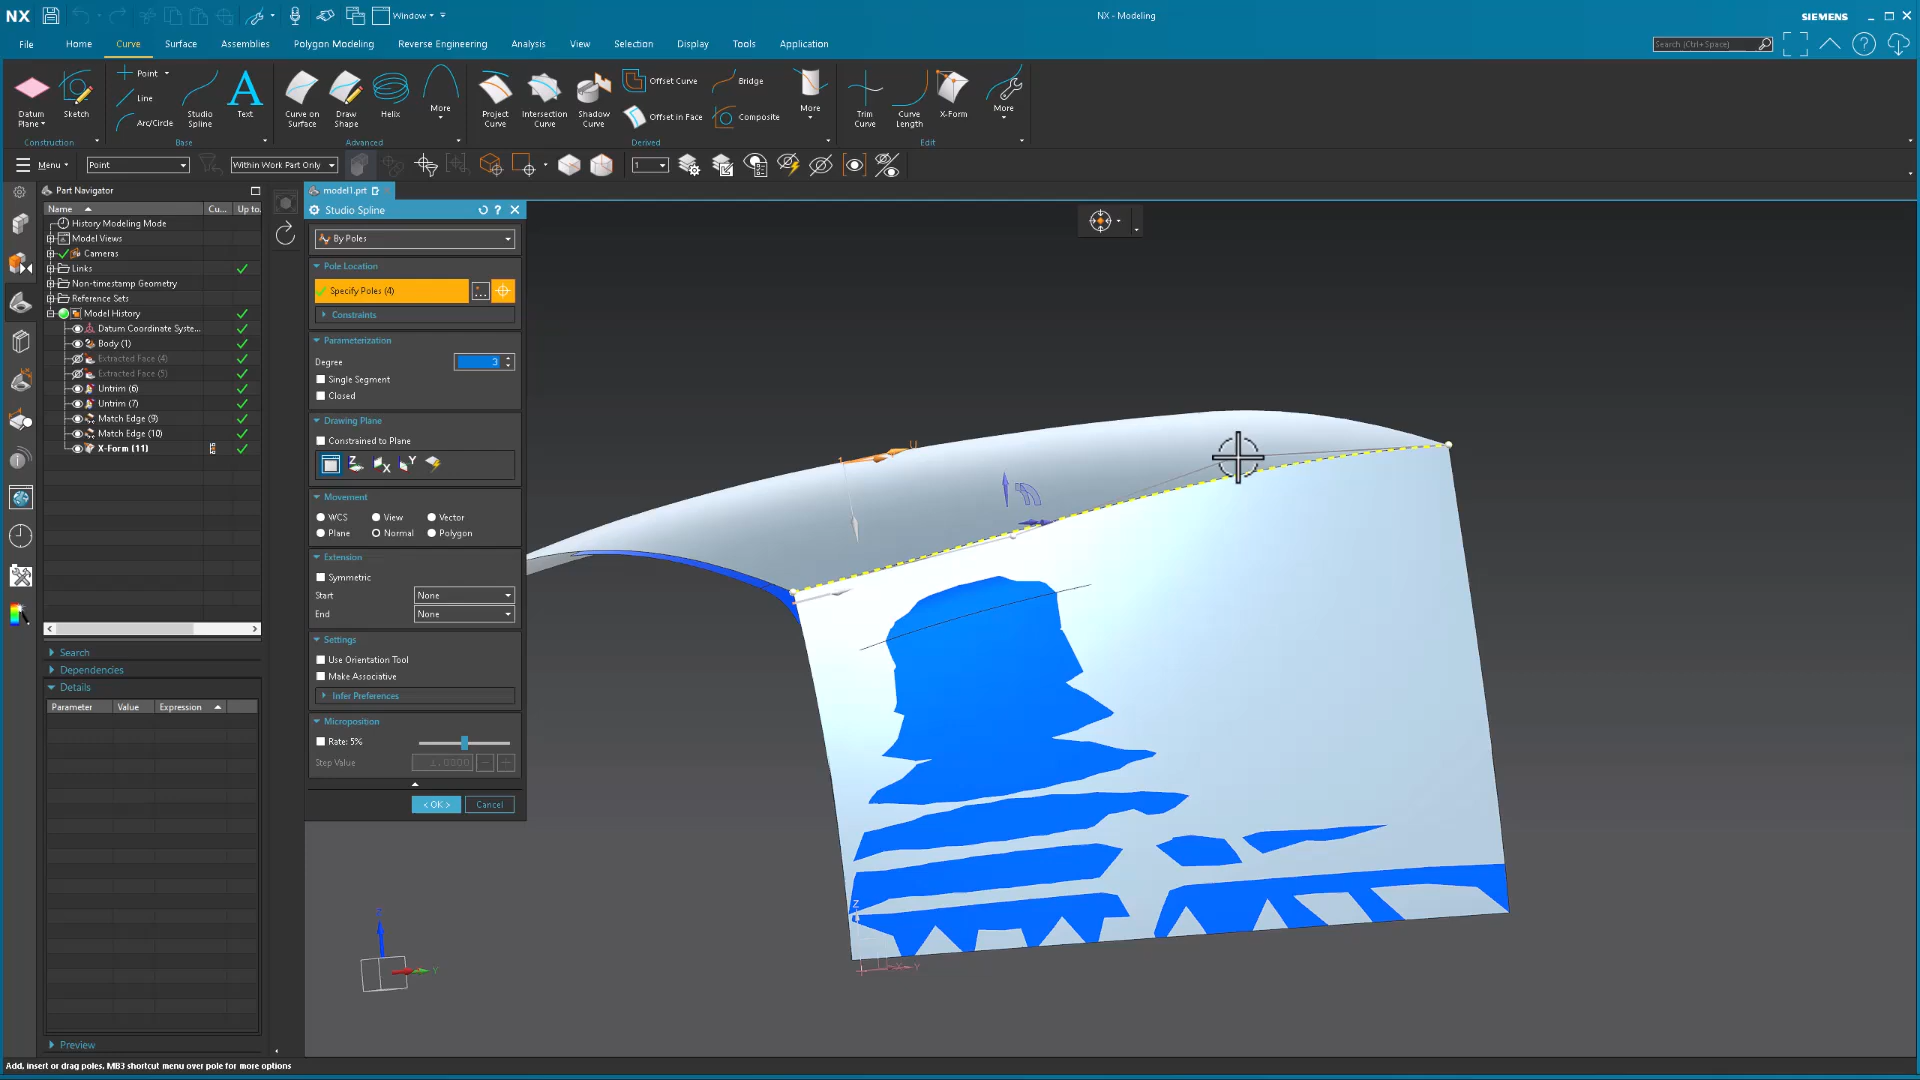 NX
Window
NX - Modeling
SIEMENS
File
Home
Curve
Surface
Assemblies
Polygon Modeling
Reverse Engineering
Analysis
View
Selection
Display
Tools
Application
Search (Ctrl+Space)
Datum Plane
Sketch
Point
Line
Arc/Circle
Studio Spline
Text
Curve on Surface
Draw Shape
Helix
More
Project Curve
Intersection Curve
Shadow Curve
Offset Curve
Offset in Face
Bridge
Composite
More
Trim Curve
Curve Length
X-Form
More
Construction
Base
Advanced
Derived
Edit
Menu
Point
Within Work Part Only
1
Part Navigator
Name
Cu...
Up to.
History Modeling Mode
Model Views
Cameras
Links
Non-timestamp Geometry
Reference Sets
Model History
Datum Coordinate Syste...
Body (1)
Extracted Face (4)
Extracted Face (5)
Untrim (6)
Untrim (7)
Match Edge (9)
Match Edge (10)
X-Form (11)
Search
Dependencies
Details
Parameter
Value
Expression
Preview
model1.prt
Studio Spline
By Poles
Pole Location
Specify Poles (4)
Constraints
Parameterization
Degree
3
Single Segment
Closed
Drawing Plane
Constrained to Plane
Movement
WCS
View
Vector
Plane
Normal
Polygon
Extension
Symmetric
Start
None
End
None
Settings
Use Orientation Tool
Make Associative
Infer Preferences
Microposition
Rate: 5%
Step Value
1.0000
< OK >
Cancel
U
Z
Y
Y
Add, insert or drag poles, MB3 shortcut menu over pole for more options